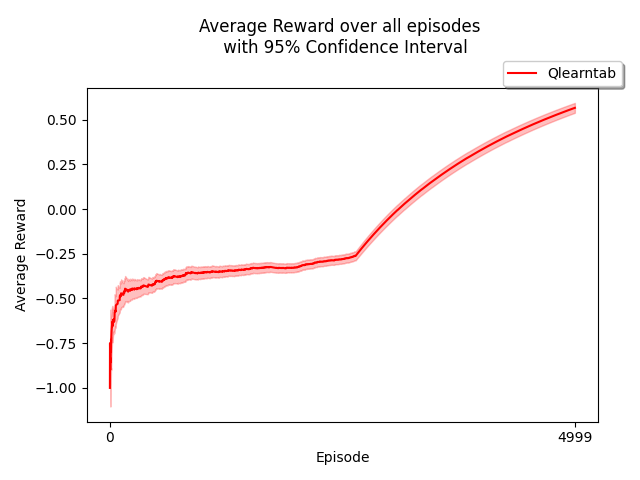 Average Reward over all episodes
with 95% Confidence Interval
Qlearntab
0.50
0.25
0.00
−0.25
−0.50
−0.75
−1.00
Average Reward
0
4999
Episode